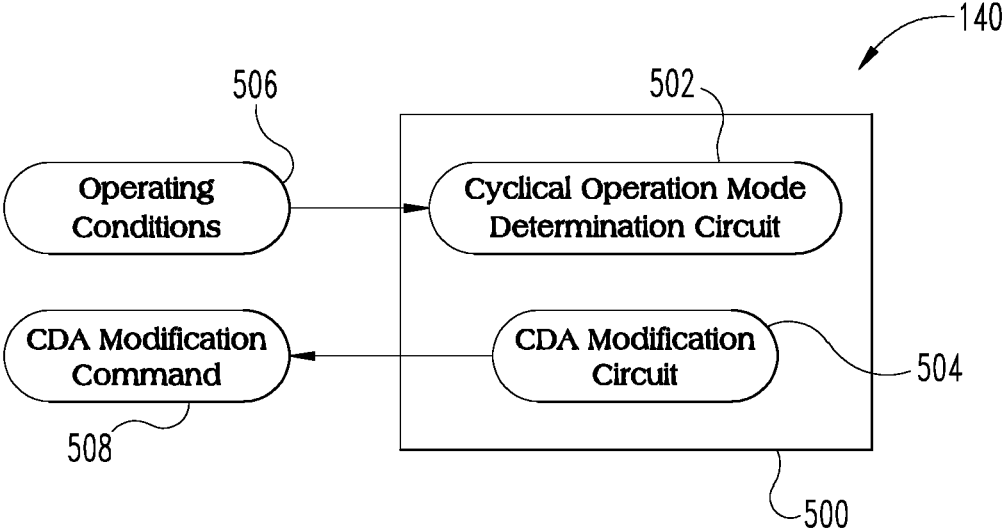 140
506
502
Operating
Conditions
Cyclical Operation Mode
Determination Circuit
CDA Modification
Command
CDA Modification
Circuit
504
508
500